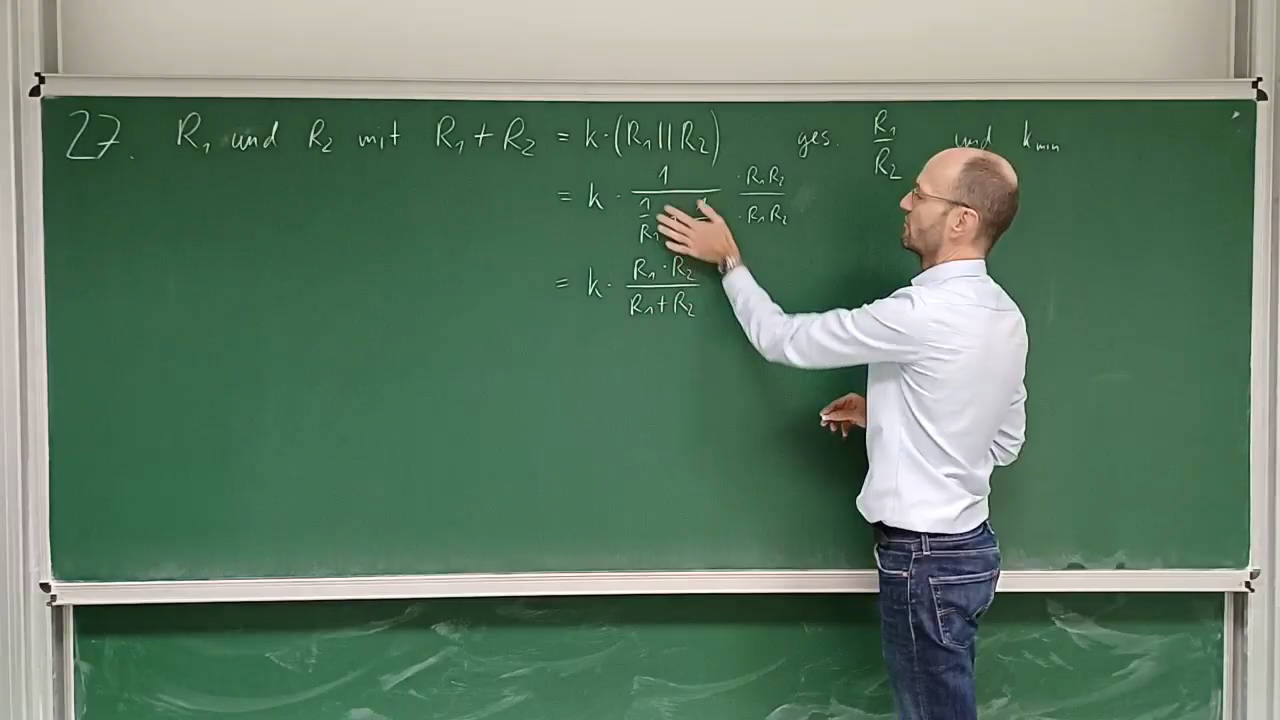 27. R₁ und R₂ mit R₁ + R₂ = k · (R₁ || R₂) ges. R₁/R₂ und kmin
= k · 1/(1/R₁ · R₁R₂/· R₁R₂
= k · (R₁ · R₂)/(R₁ + R₂)